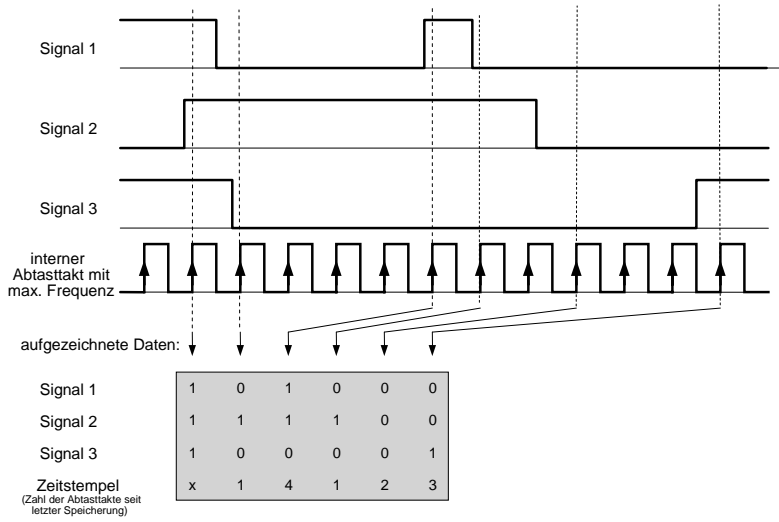 Signal 1
Signal 2
Signal 3
interner
Abtasttakt mit
max. Frequenz
aufgezeichnete Daten:
Signal 1 1 0 1 0 0 0
Signal 2 1 1 1 1 0 0
Signal 3 1 0 0 0 0 1
Zeitstempel x 1 4 1 2 3
(Zahl der Abtasttakte seit
letzter Speicherung)